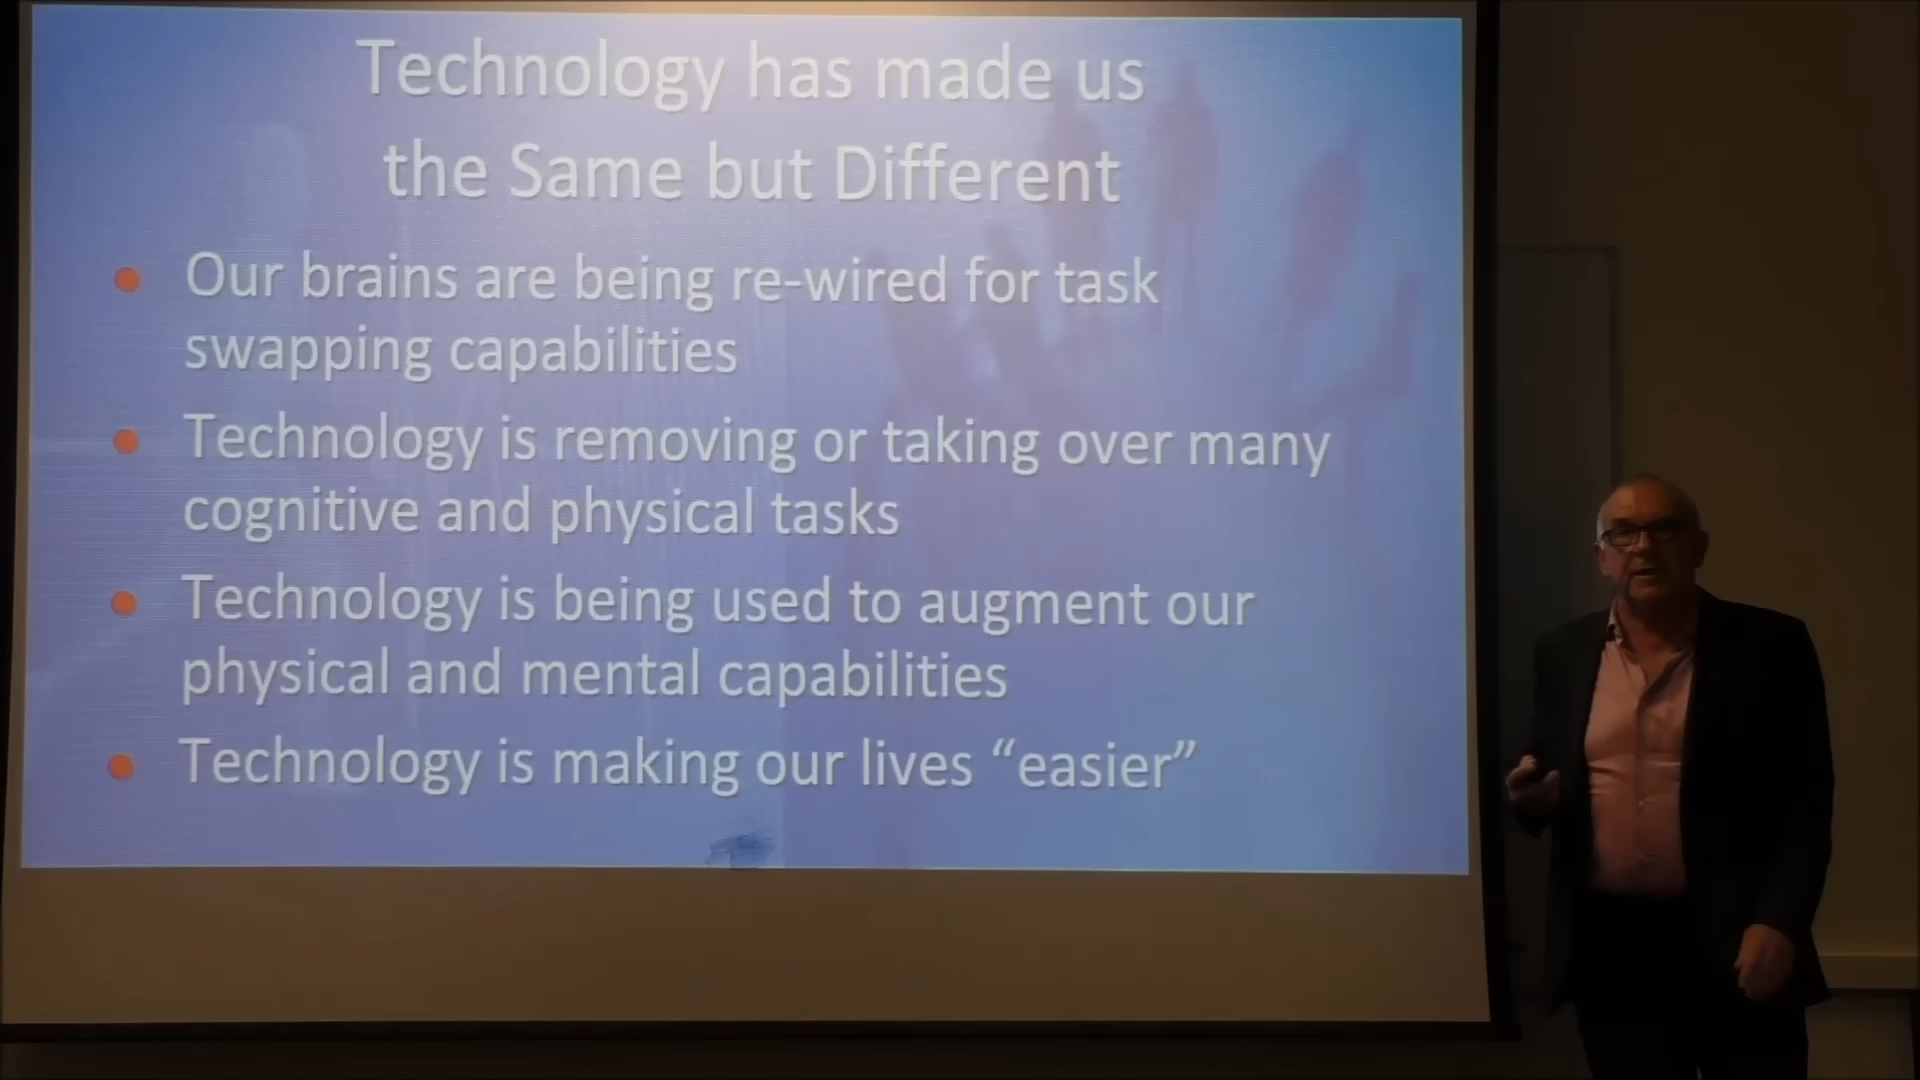 Technology has made us
the Same but Different
Our brains are being re-wired for task
swapping capabilities
Technology is removing or taking over many
cognitive and physical tasks
Technology is being used to augment our
physical and mental capabilities
Technology is making our lives “easier”